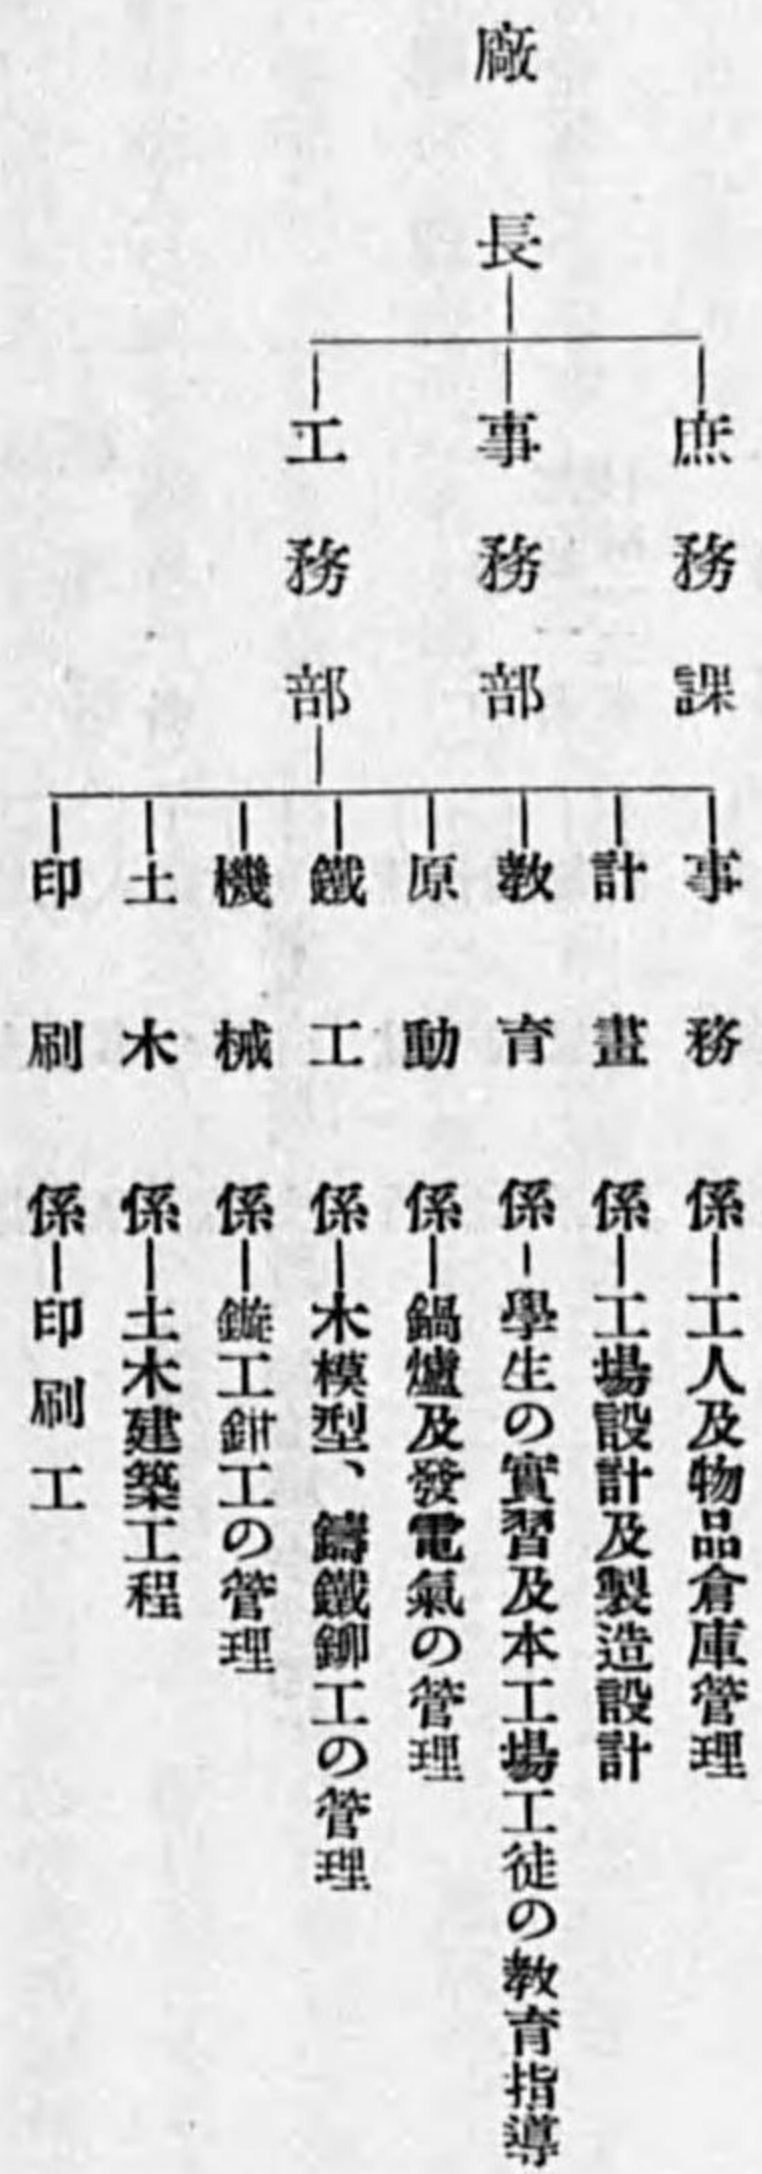 廠長
庶務課
事務部
工務部
事務係―工人及物品倉庫管理
計畫係―工場設計及製造設計
教育係―學生の實習及本工場工徒の教育指導
原動係―鍋爐及發電氣の管理
鐵工係―木模型、鑄鐵鉚工の管理
機械係―鏇工鉗工の管理
土木係―土木建築工程
印刷係―印刷工